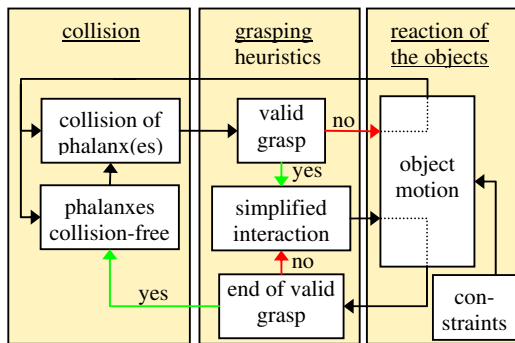 collision
grasping
heuristics
reaction of
the objects
collision of
phalanx(es)
valid
grasp
no
yes
object
motion
phalanxes
collision-free
simplified
interaction
no
yes
end of valid
grasp
con-
straints